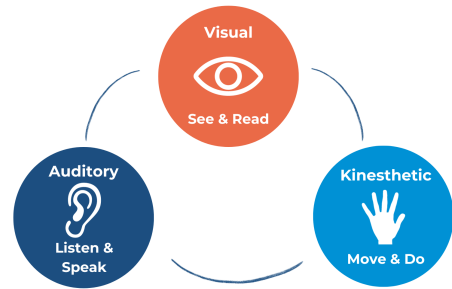 Visual
See & Read
Auditory
Listen &
Speak
Kinesthetic
Move & Do